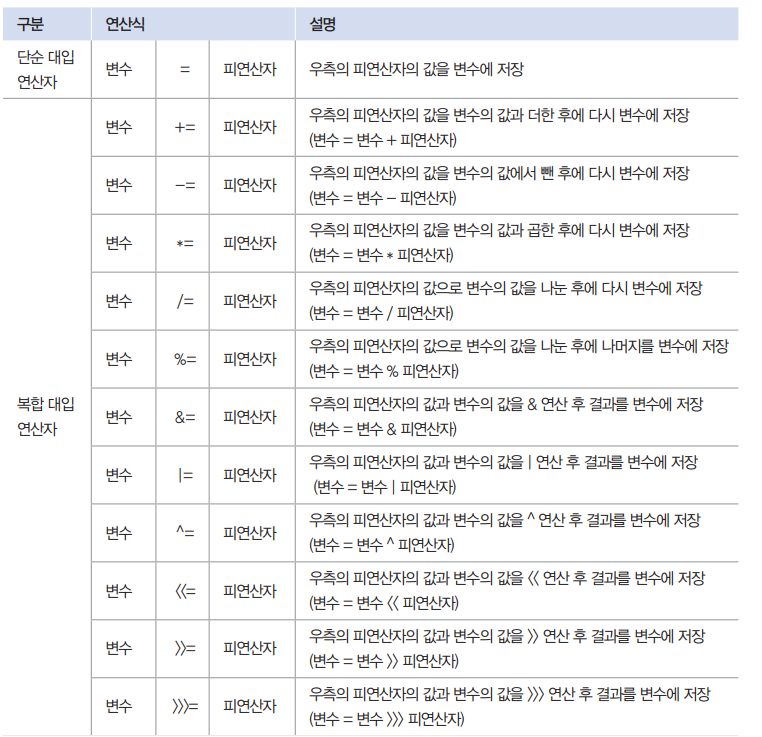 구분 연산식 설명
단순 대입
연산자
변수 = 피연산자 우측의 피연산자의 값을 변수에 저장
변수 += 피연산자 우측의 피연산자의 값을 변수의 값과 더한 후에 다시 변수에 저장
(변수 = 변수 + 피연산자)
변수 -= 피연산자 우측의 피연산자의 값을 변수의 값에서 뺀 후에 다시 변수에 저장
(변수 = 변수 - 피연산자)
변수 *= 피연산자 우측의 피연산자의 값을 변수의 값과 곱한 후에 다시 변수에 저장
(변수 = 변수 * 피연산자)
변수 /= 피연산자 우측의 피연산자의 값으로 변수의 값을 나눈 후에 다시 변수에 저장
(변수 = 변수 / 피연산자)
변수 %= 피연산자 우측의 피연산자의 값으로 변수의 값을 나눈 후에 나머지를 변수에 저장
(변수 = 변수 % 피연산자)
복합 대입
연산자
변수 &= 피연산자 우측의 피연산자의 값과 변수의 값을 & 연산 후 결과를 변수에 저장
(변수 = 변수 & 피연산자)
변수 |= 피연산자 우측의 피연산자의 값과 변수의 값을 | 연산 후 결과를 변수에 저장
(변수 = 변수 | 피연산자)
변수 ^= 피연산자 우측의 피연산자의 값과 변수의 값을 ^ 연산 후 결과를 변수에 저장
(변수 = 변수 ^ 피연산자)
변수 <<= 피연산자 우측의 피연산자의 값과 변수의 값을 << 연산 후 결과를 변수에 저장
(변수 = 변수 << 피연산자)
변수 >>= 피연산자 우측의 피연산자의 값과 변수의 값을 >> 연산 후 결과를 변수에 저장
(변수 = 변수 >> 피연산자)
변수 >>>= 피연산자 우측의 피연산자의 값과 변수의 값을 >>> 연산 후 결과를 변수에 저장
(변수 = 변수 >>> 피연산자)